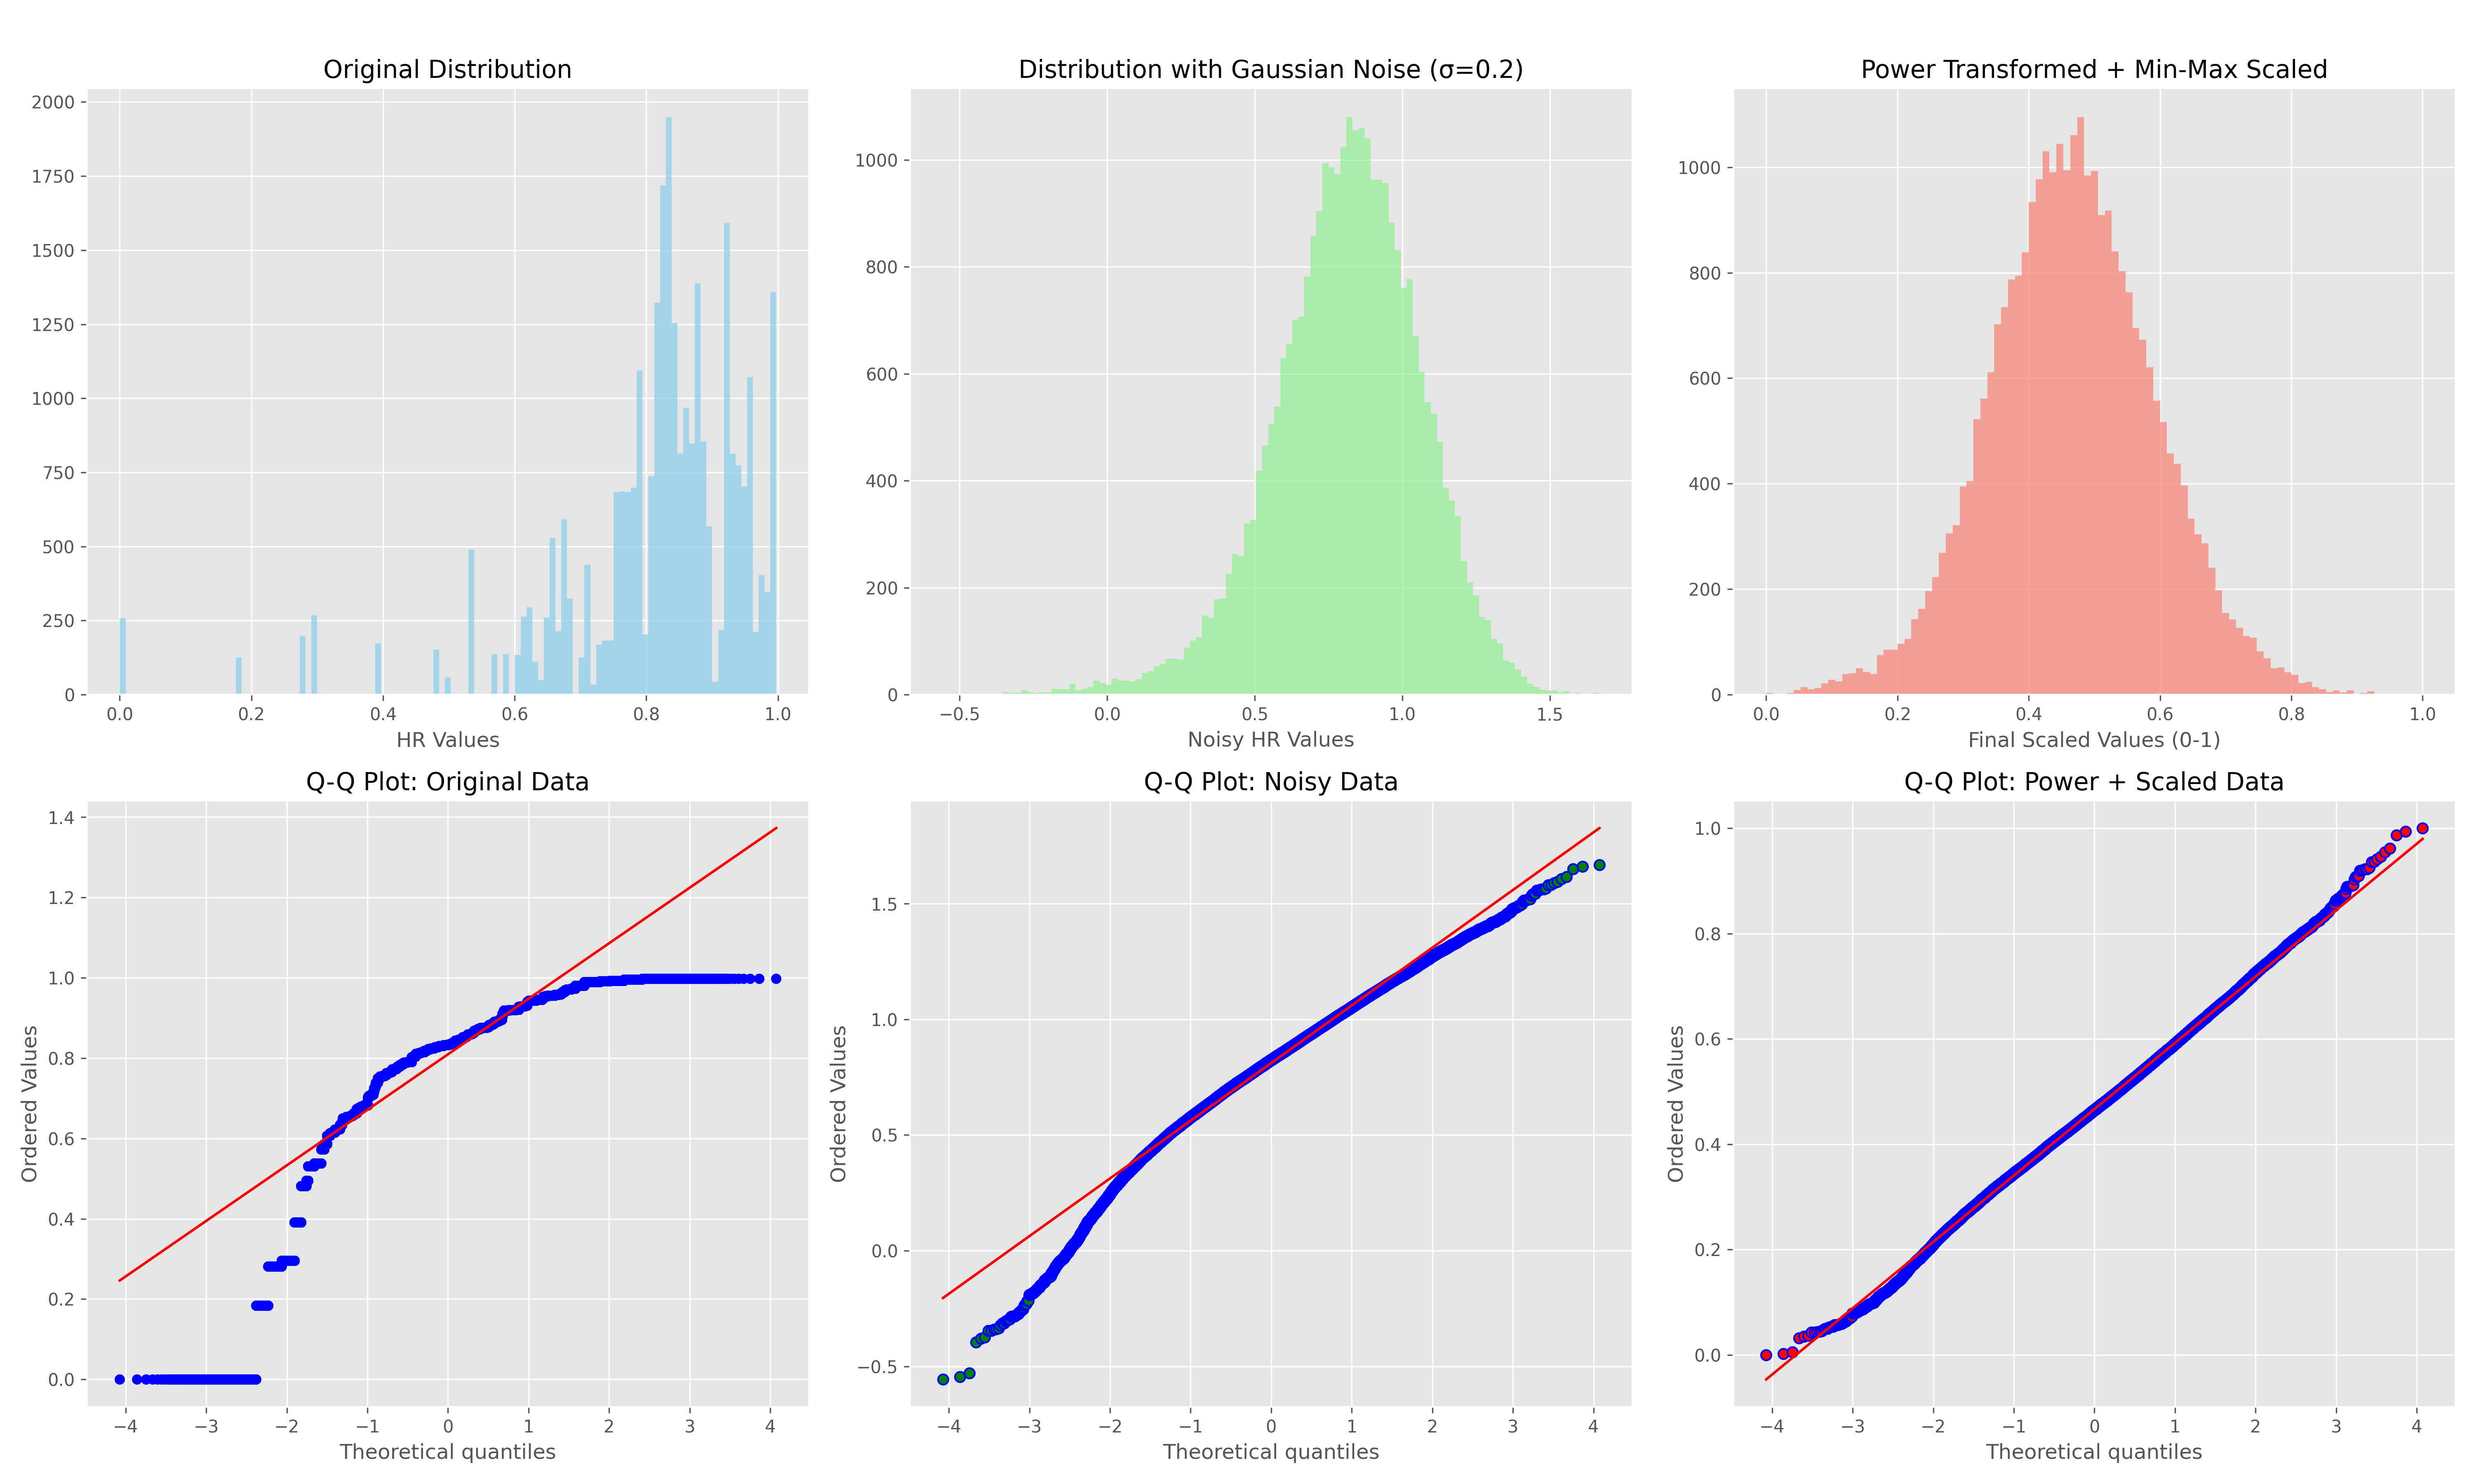 Original Distribution
2000
1750
1500
1250
1000
750
500
250
0
0.0 0.2 0.4 0.6 0.8 1.0
HR Values
Distribution with Gaussian Noise (σ=0.2)
1000
800
600
400
200
0
−0.5 0.0 0.5 1.0 1.5
Noisy HR Values
Power Transformed + Min-Max Scaled
1000
800
600
400
200
0
0.0 0.2 0.4 0.6 0.8 1.0
Final Scaled Values (0-1)
Q-Q Plot: Original Data
Ordered Values
1.4
1.2
1.0
0.8
0.6
0.4
0.2
0.0
−4 −3 −2 −1 0 1 2 3 4
Theoretical quantiles
Q-Q Plot: Noisy Data
Ordered Values
1.5
1.0
0.5
0.0
−0.5
−4 −3 −2 −1 0 1 2 3 4
Theoretical quantiles
Q-Q Plot: Power + Scaled Data
Ordered Values
1.0
0.8
0.6
0.4
0.2
0.0
−4 −3 −2 −1 0 1 2 3 4
Theoretical quantiles